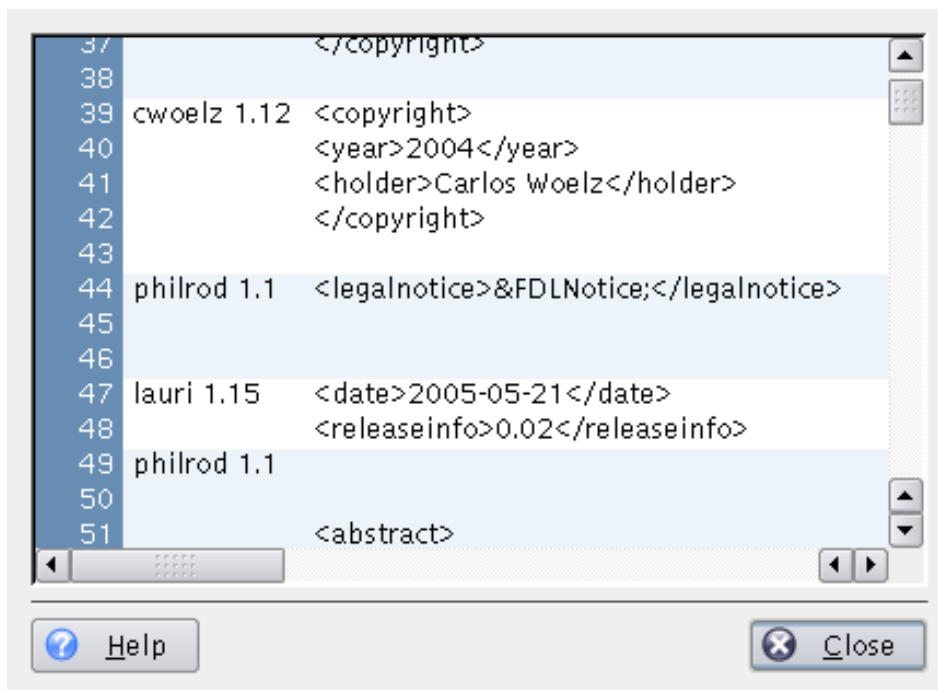 37 </copyright>
38
39 cwoelz 1.12 <copyright>
40 <year>2004</year>
41 <holder>Carlos Woelz</holder>
42 </copyright>
43
44 philrod 1.1 <legalnotice>&FDLNotice;</legalnotice>
45
46
47 lauri 1.15 <date>2005-05-21</date>
48 <releaseinfo>0.02</releaseinfo>
49 philrod 1.1
50
51 <abstract>
Help Close